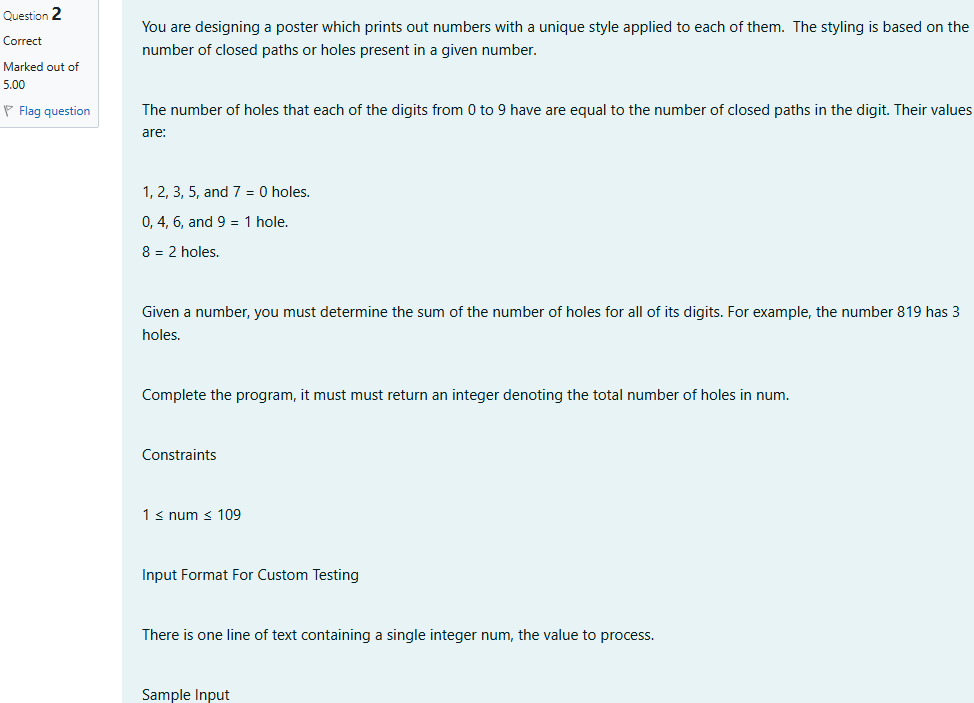 Question 2
Correct
Marked out of
5.00
Flag question
You are designing a poster which prints out numbers with a unique style applied to each of them.  The styling is based on the
number of closed paths or holes present in a given number.
The number of holes that each of the digits from 0 to 9 have are equal to the number of closed paths in the digit. Their values
are:
1, 2, 3, 5, and 7 = 0 holes.
0, 4, 6, and 9 = 1 hole.
8 = 2 holes.
Given a number, you must determine the sum of the number of holes for all of its digits. For example, the number 819 has 3
holes.
Complete the program, it must must return an integer denoting the total number of holes in num.
Constraints
1 ≤ num ≤ 109
Input Format For Custom Testing
There is one line of text containing a single integer num, the value to process.
Sample Input